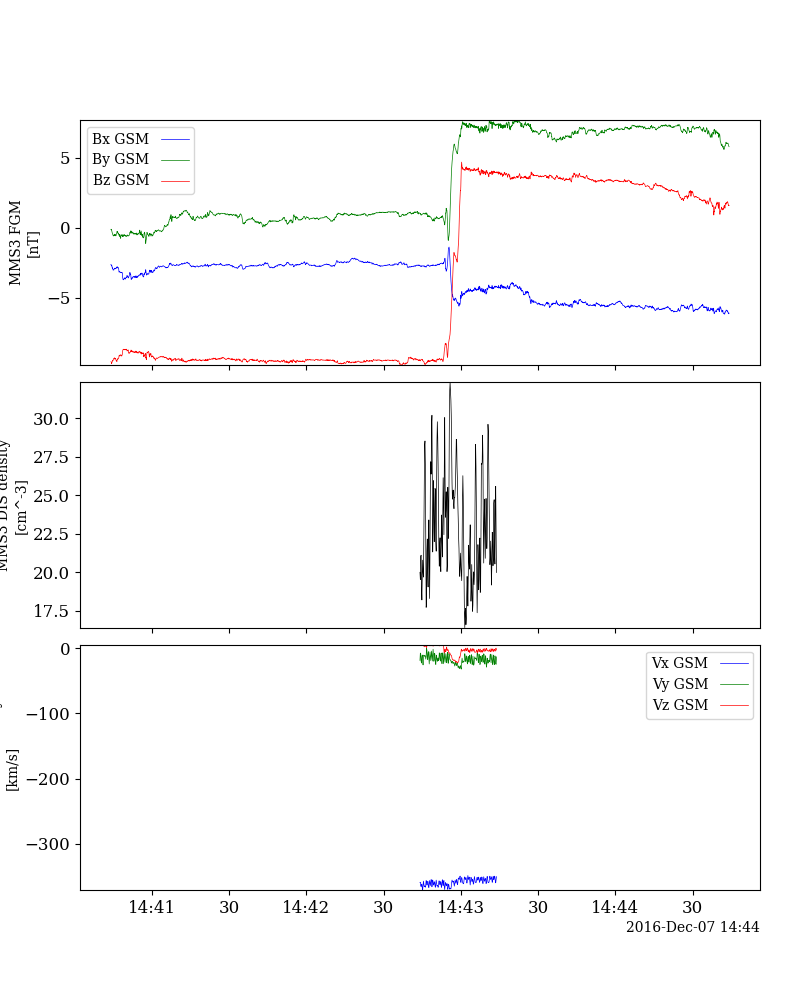 MMS3 FGM
[nT]
5
0
−5
Bx GSM
By GSM
Bz GSM
MMS3 DIS density
[cm^-3]
30.0
27.5
25.0
22.5
20.0
17.5
[km/s]
0
−100
−200
−300
Vx GSM
Vy GSM
Vz GSM
14:41 30 14:42 30 14:43 30 14:44 30
2016-Dec-07 14:44